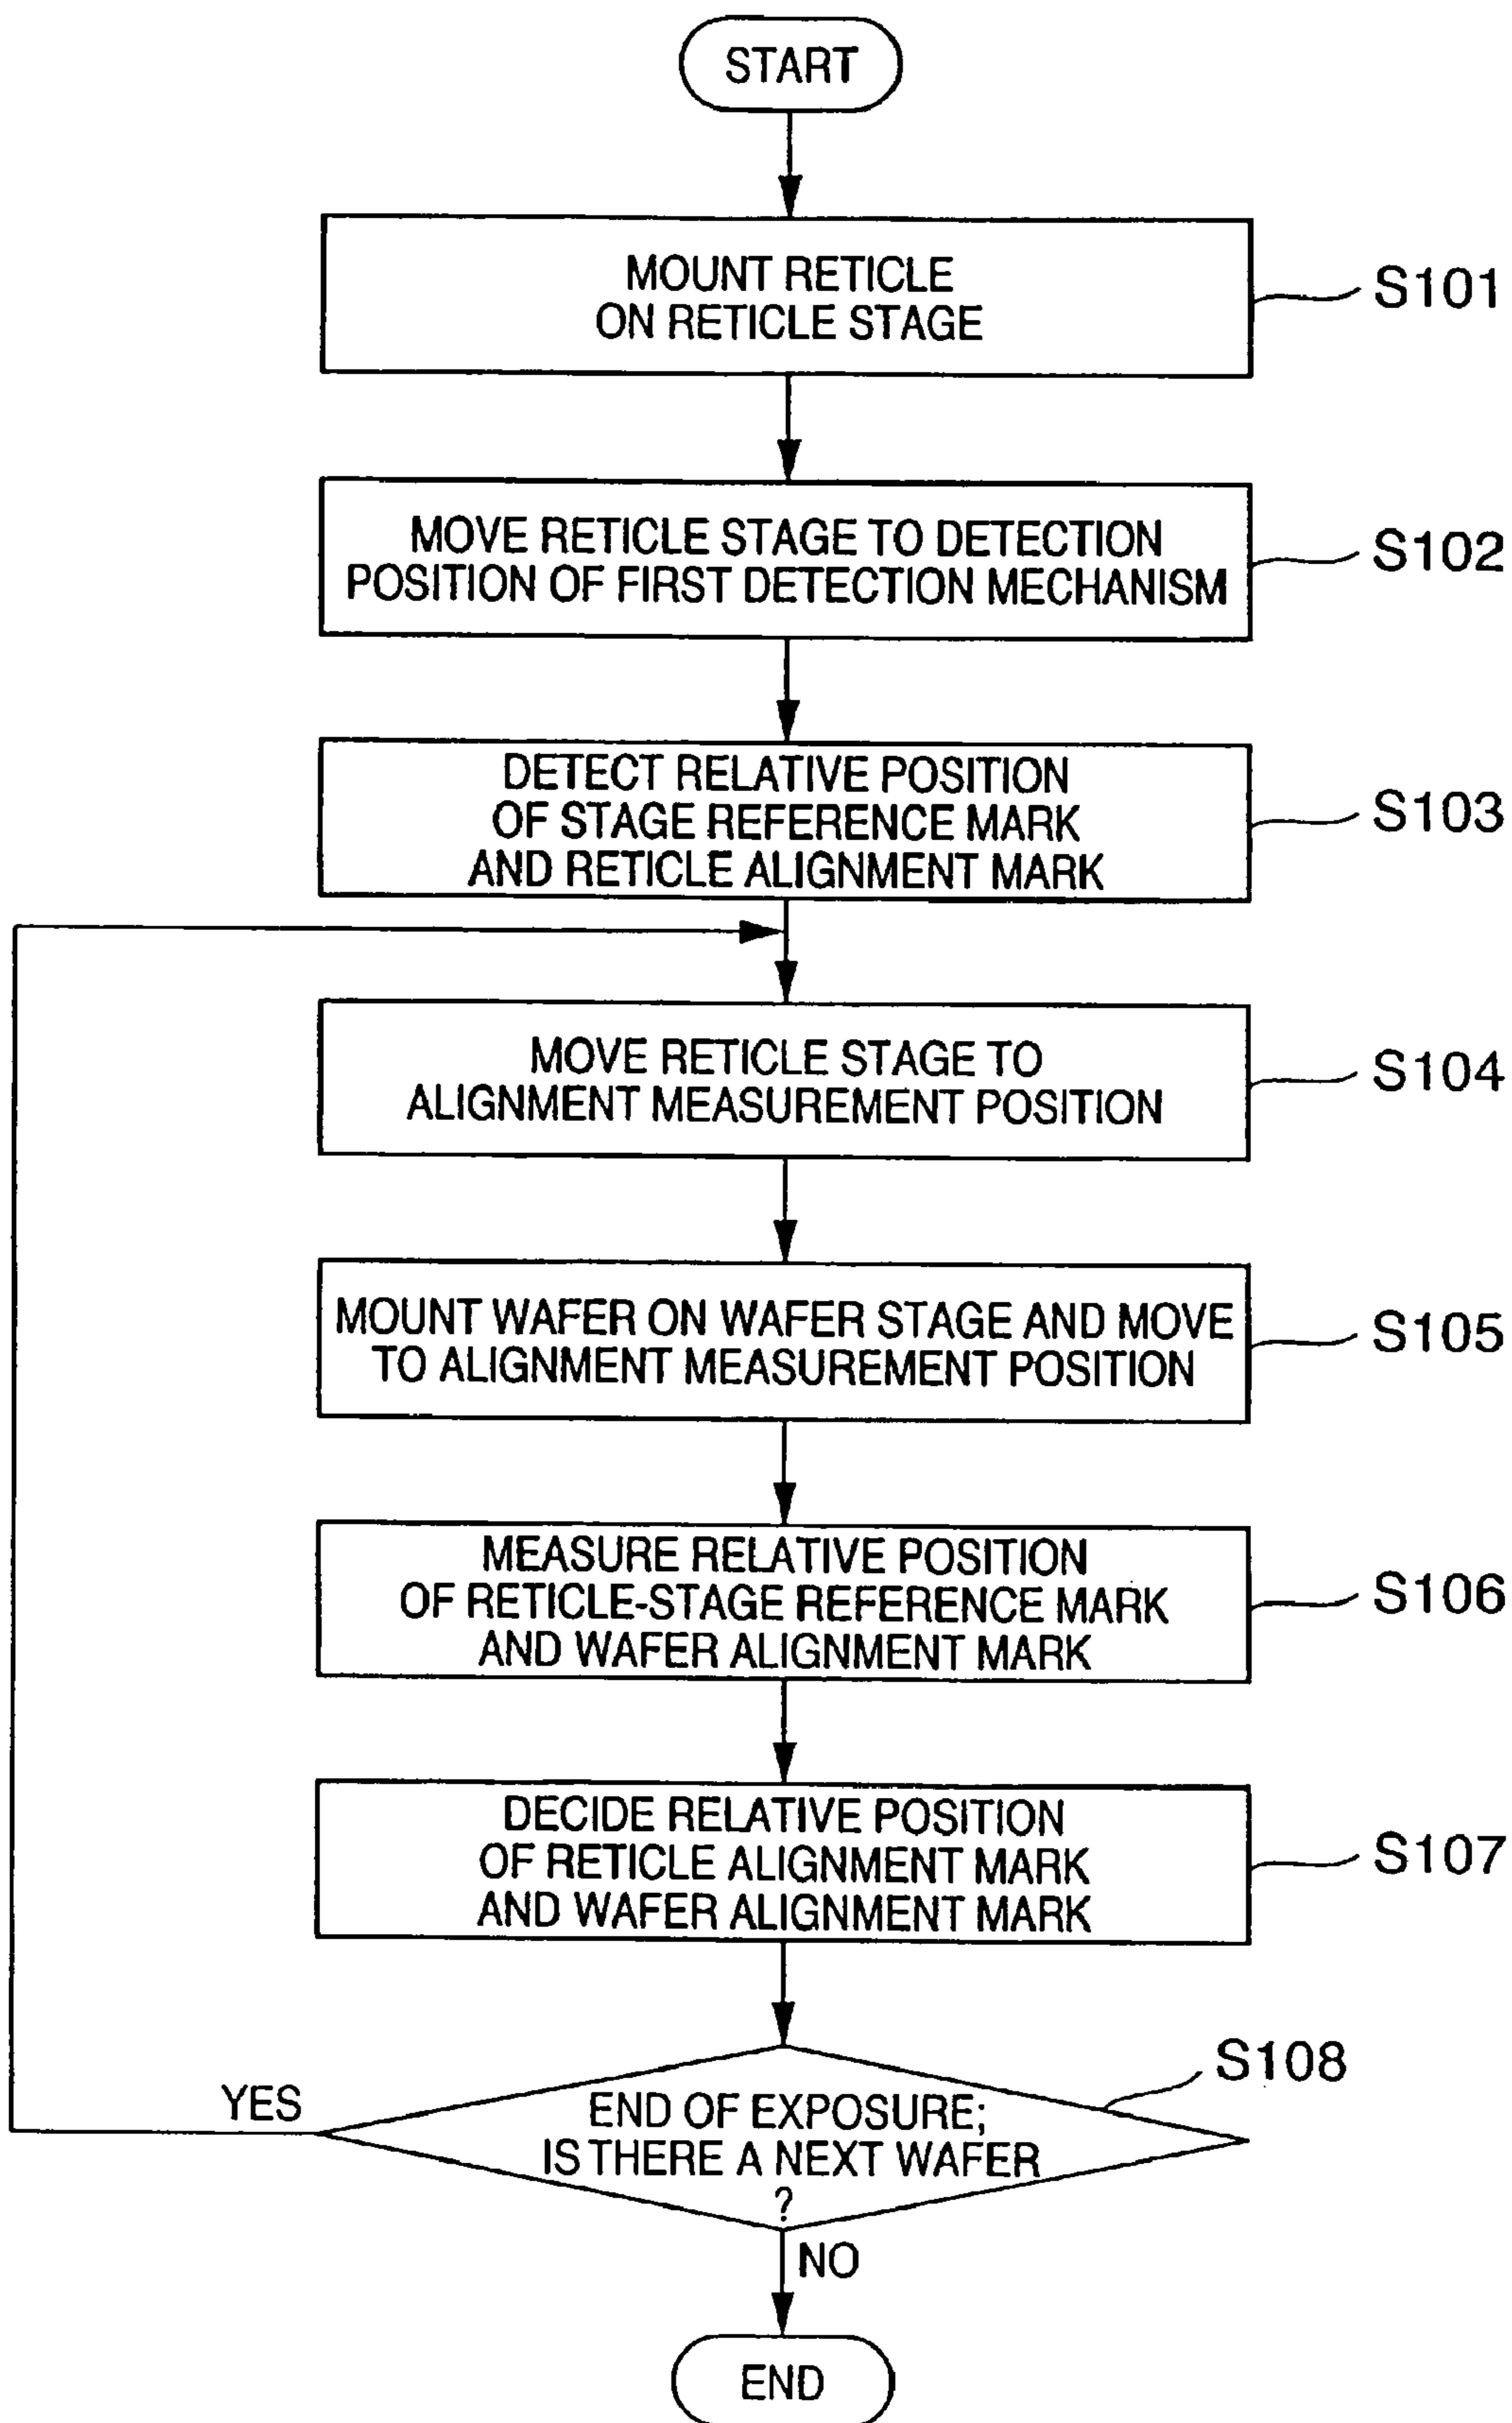 START
MOUNT RETICLE
ON RETICLE STAGE
S101
MOVE RETICLE STAGE TO DETECTION
POSITION OF FIRST DETECTION MECHANISM
S102
DETECT RELATIVE POSITION
OF STAGE REFERENCE MARK
AND RETICLE ALIGNMENT MARK
S103
MOVE RETICLE STAGE TO
ALIGNMENT MEASUREMENT POSITION
S104
MOUNT WAFER ON WAFER STAGE AND MOVE
TO ALIGNMENT MEASUREMENT POSITION
S105
MEASURE RELATIVE POSITION
OF RETICLE-STAGE REFERENCE MARK
AND WAFER ALIGNMENT MARK
S106
DECIDE RELATIVE POSITION
OF RETICLE ALIGNMENT MARK
AND WAFER ALIGNMENT MARK
S107
S108
YES
END OF EXPOSURE;
IS THERE A NEXT WAFER
?
NO
END